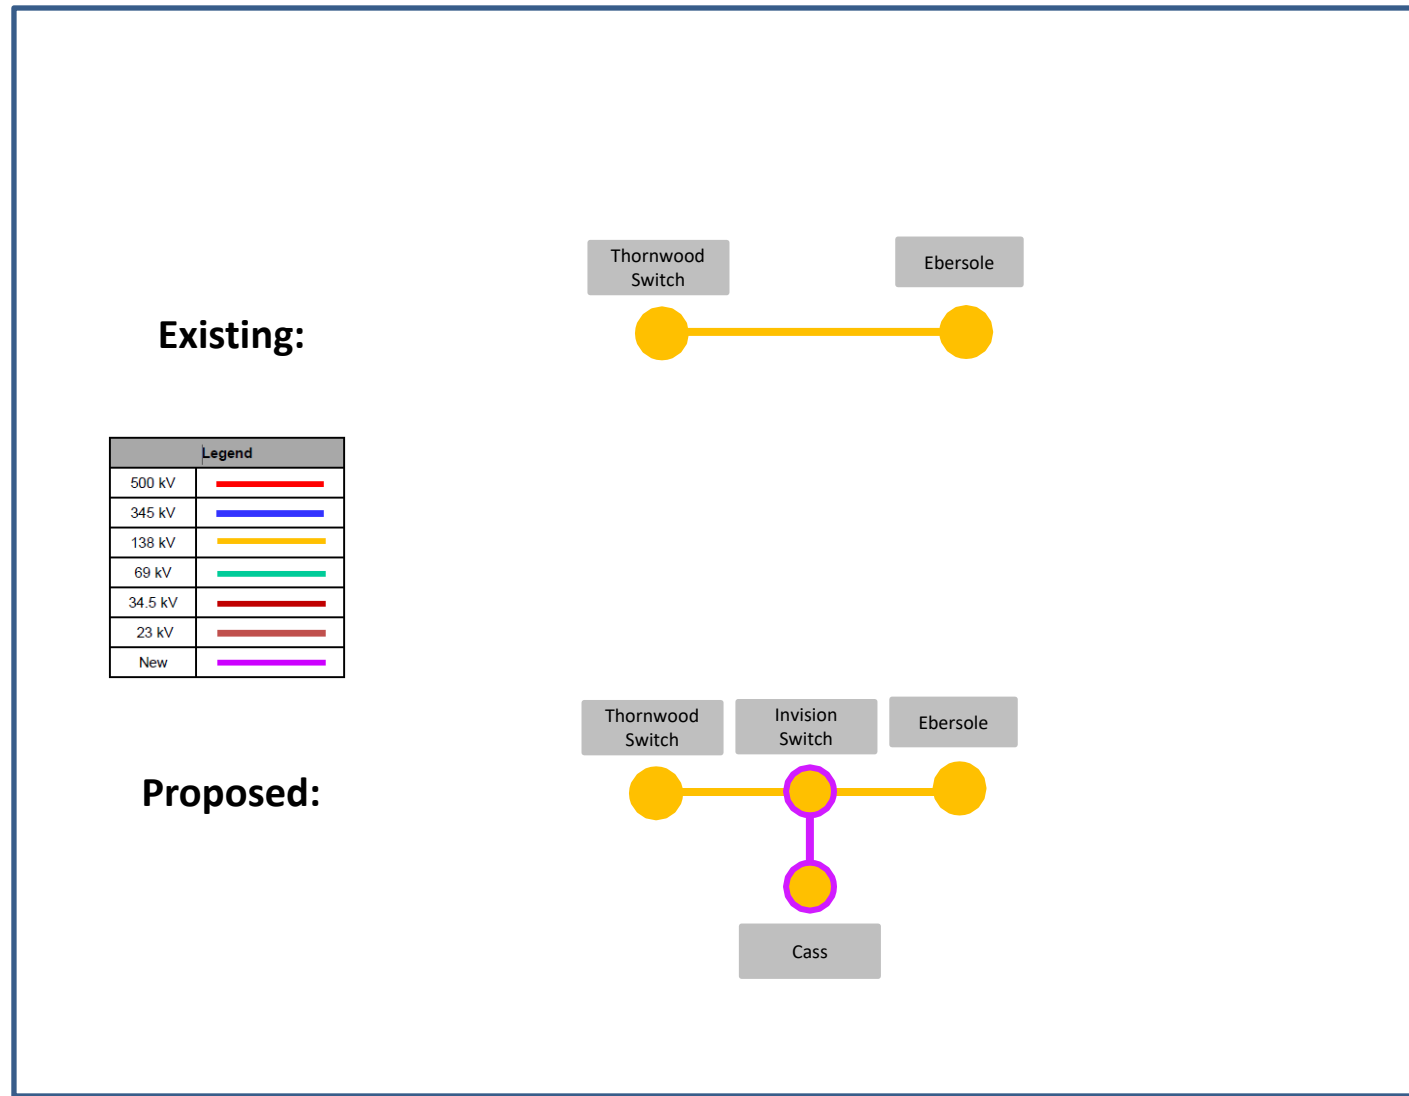 Thornwood
Switch
Ebersole
Existing:
Legend
500 kV
345 kV
138 kV
69 kV
34.5 kV
23 kV
New
Thornwood
Switch
Invision
Switch
Ebersole
Proposed:
Cass